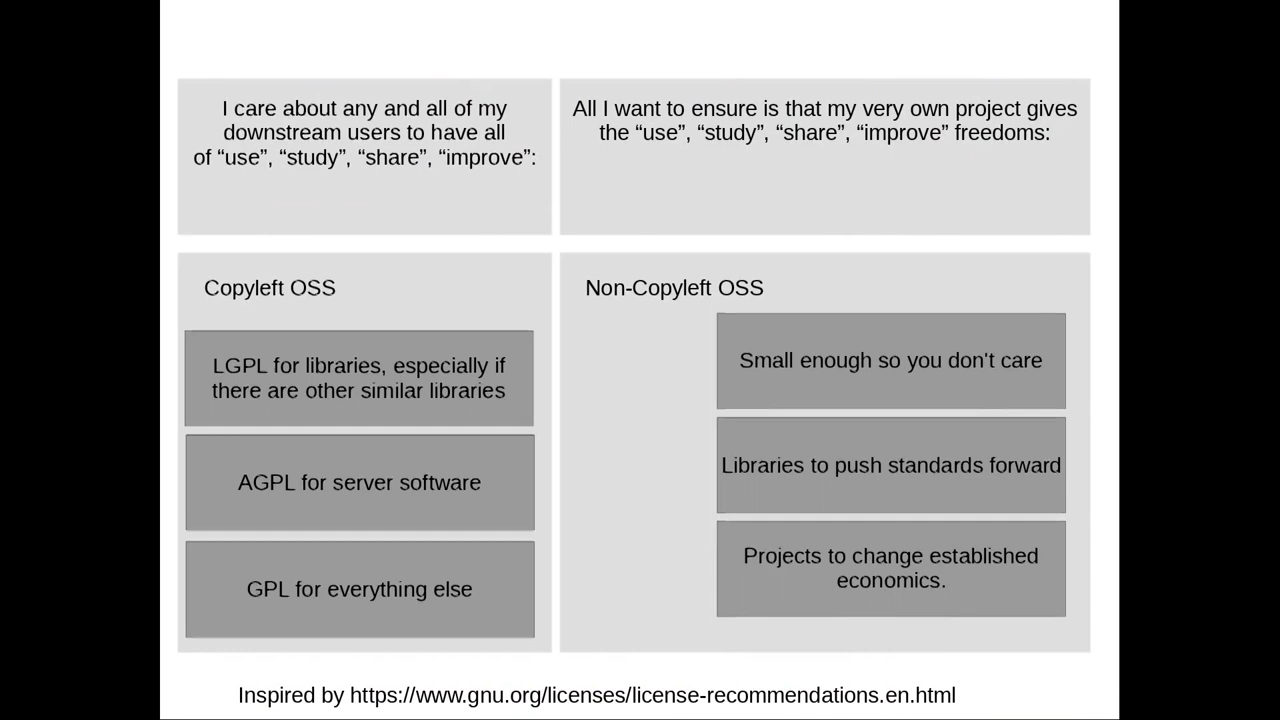 I care about any and all of my
downstream users to have all
of “use”, “study”, “share”, “improve”:
All I want to ensure is that my very own project gives
the “use”, “study”, “share”, “improve” freedoms:
Copyleft OSS
LGPL for libraries, especially if
there are other similar libraries
AGPL for server software
GPL for everything else
Non-Copyleft OSS
Small enough so you don't care
Libraries to push standards forward
Projects to change established
economics.
Inspired by https://www.gnu.org/licenses/license-recommendations.en.html